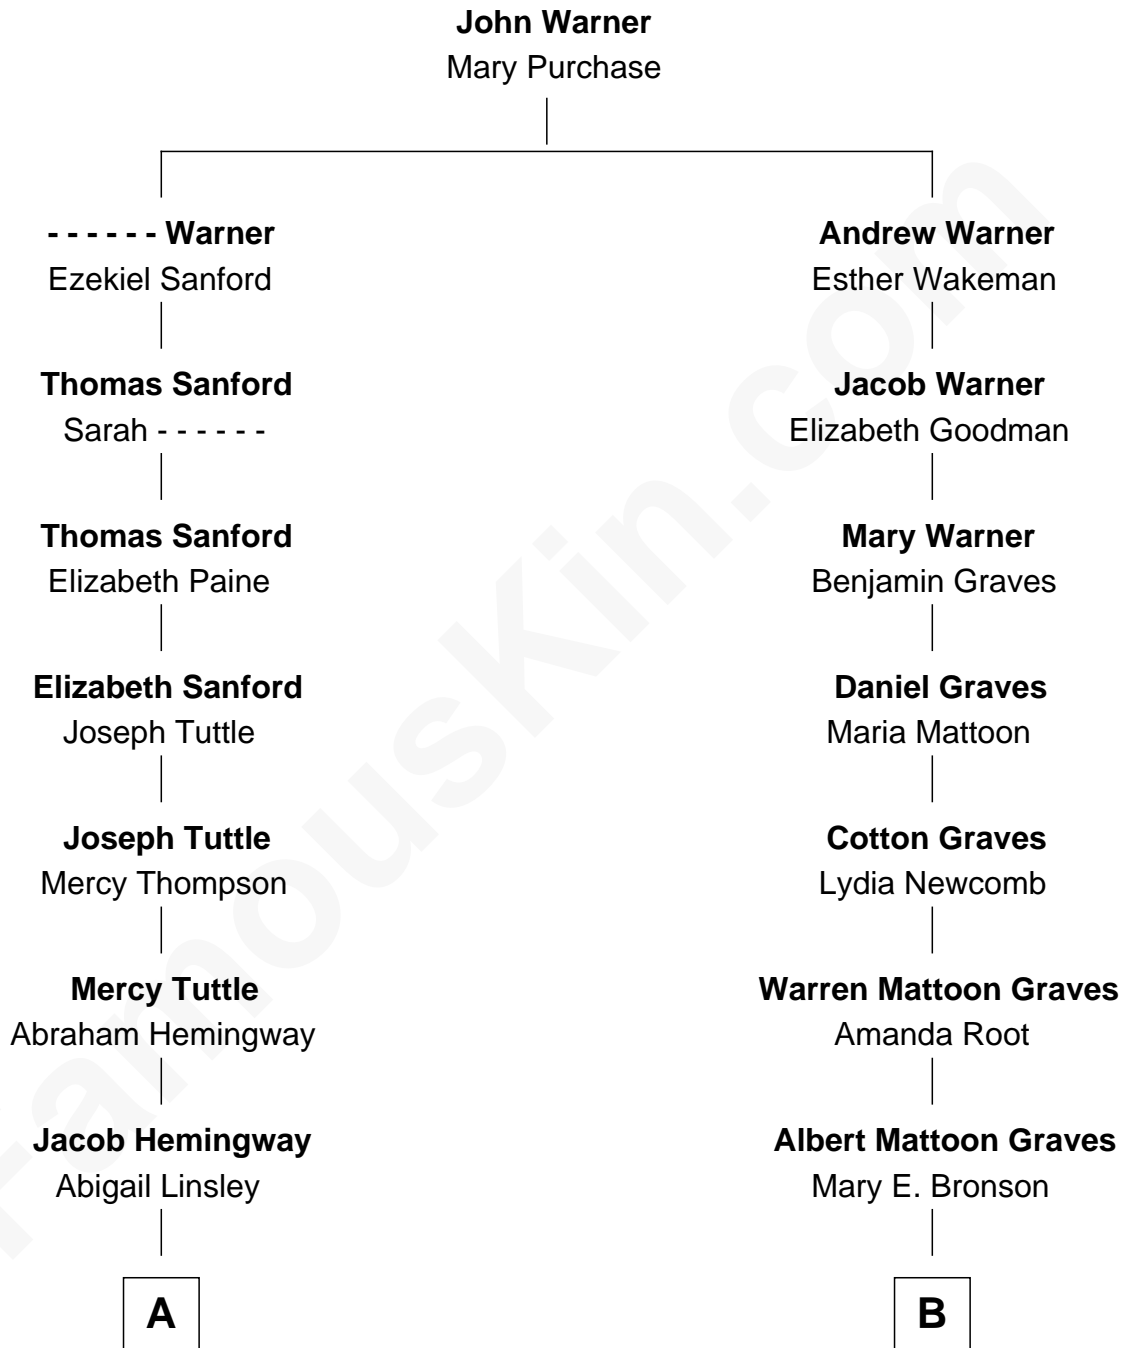 John Warner
Mary Purchase
- - - - - - Warner
Ezekiel Sanford
Andrew Warner
Esther Wakeman
Thomas Sanford
Sarah - - - - - -
Jacob Warner
Elizabeth Goodman
Thomas Sanford
Elizabeth Paine
Mary Warner
Benjamin Graves
Elizabeth Sanford
Joseph Tuttle
Daniel Graves
Maria Mattoon
Joseph Tuttle
Mercy Thompson
Cotton Graves
Lydia Newcomb
Mercy Tuttle
Abraham Hemingway
Warren Mattoon Graves
Amanda Root
Jacob Hemingway
Abigail Linsley
Albert Mattoon Graves
Mary E. Bronson
A
B
FamousKin.com